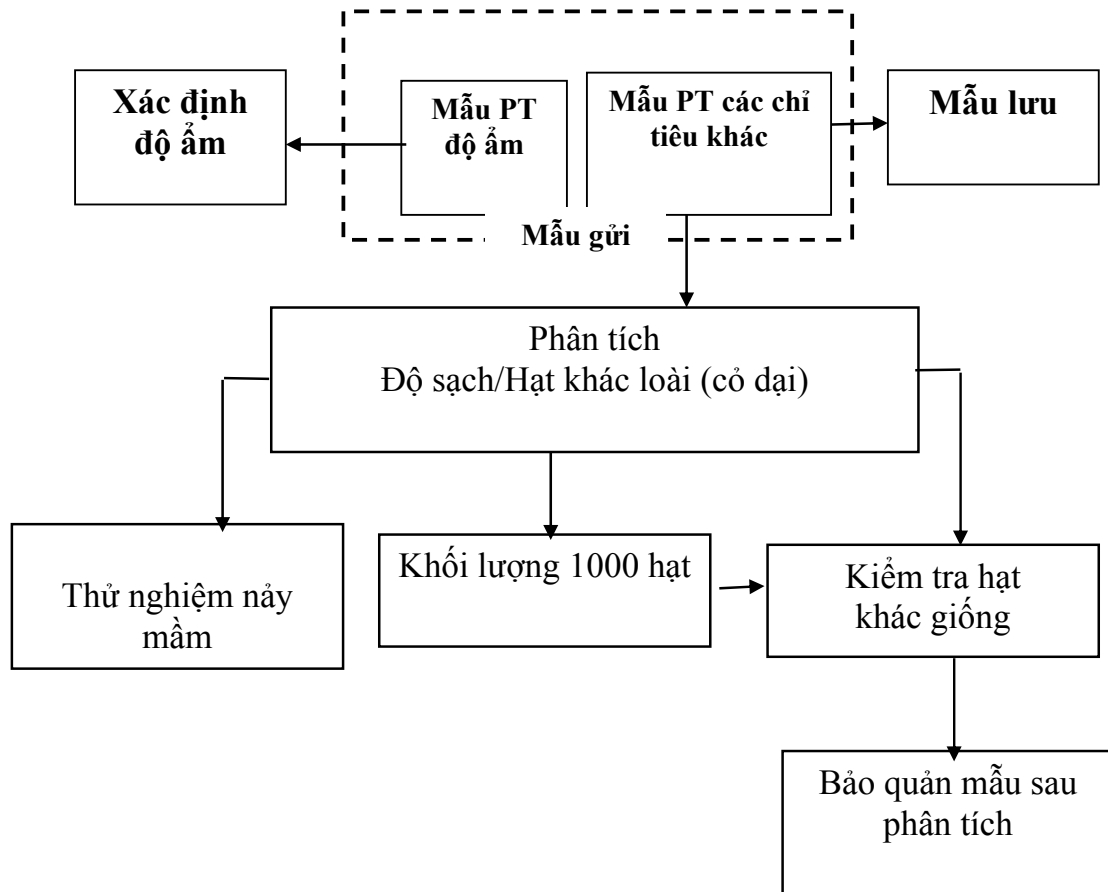 Xác định
độ ẩm
Mẫu PT
độ ẩm
Mẫu PT các chỉ
tiêu khác
Mẫu lưu
Mẫu gửi
Phân tích
Độ sạch/Hạt khác loài (cỏ dại)
Thử nghiệm nảy
mầm
Khối lượng 1000 hạt
Kiểm tra hạt
khác giống
Bảo quản mẫu sau
phân tích